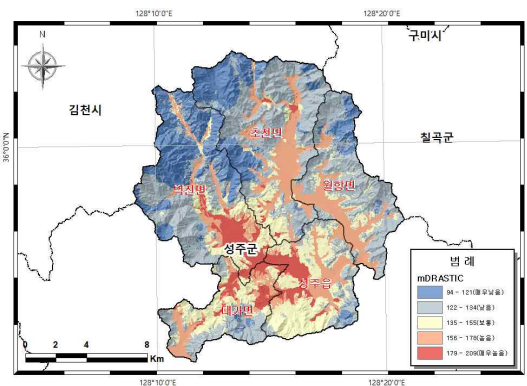 128°10'0"E
128°20'0"E
N
구미시
김천시
칠곡군
36°0'0"N
초전면
벽진면
월항면
성주군
성주읍
대가면
범 례
mDRASTIC
94 - 121(매우낮음)
122 - 134(낮음)
135 - 155(보통)
156 - 178(높음)
179 - 209(매우높음)
0 2 4 8
Km
128°10'0"E
128°20'0"E